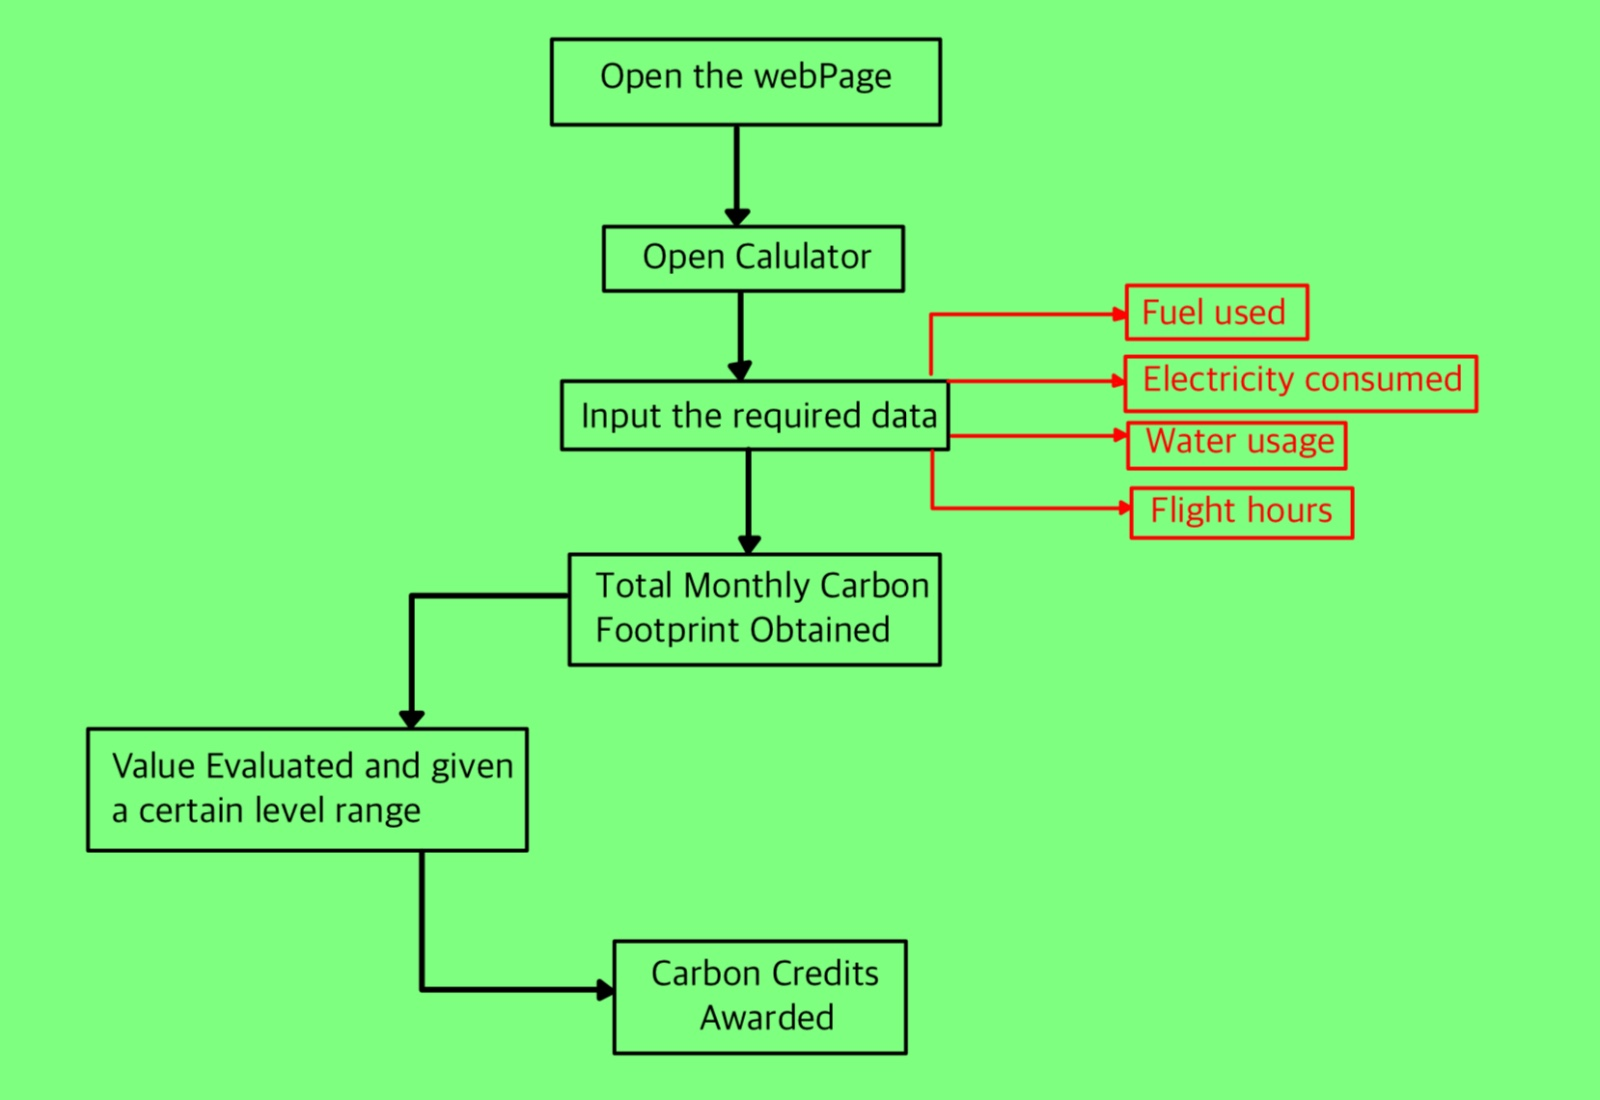 Open the webPage
Open Calulator
Input the required data
Fuel used
Electricity consumed
Water usage
Flight hours
Total Monthly Carbon
Footprint Obtained
Value Evaluated and given
a certain level range
Carbon Credits
Awarded